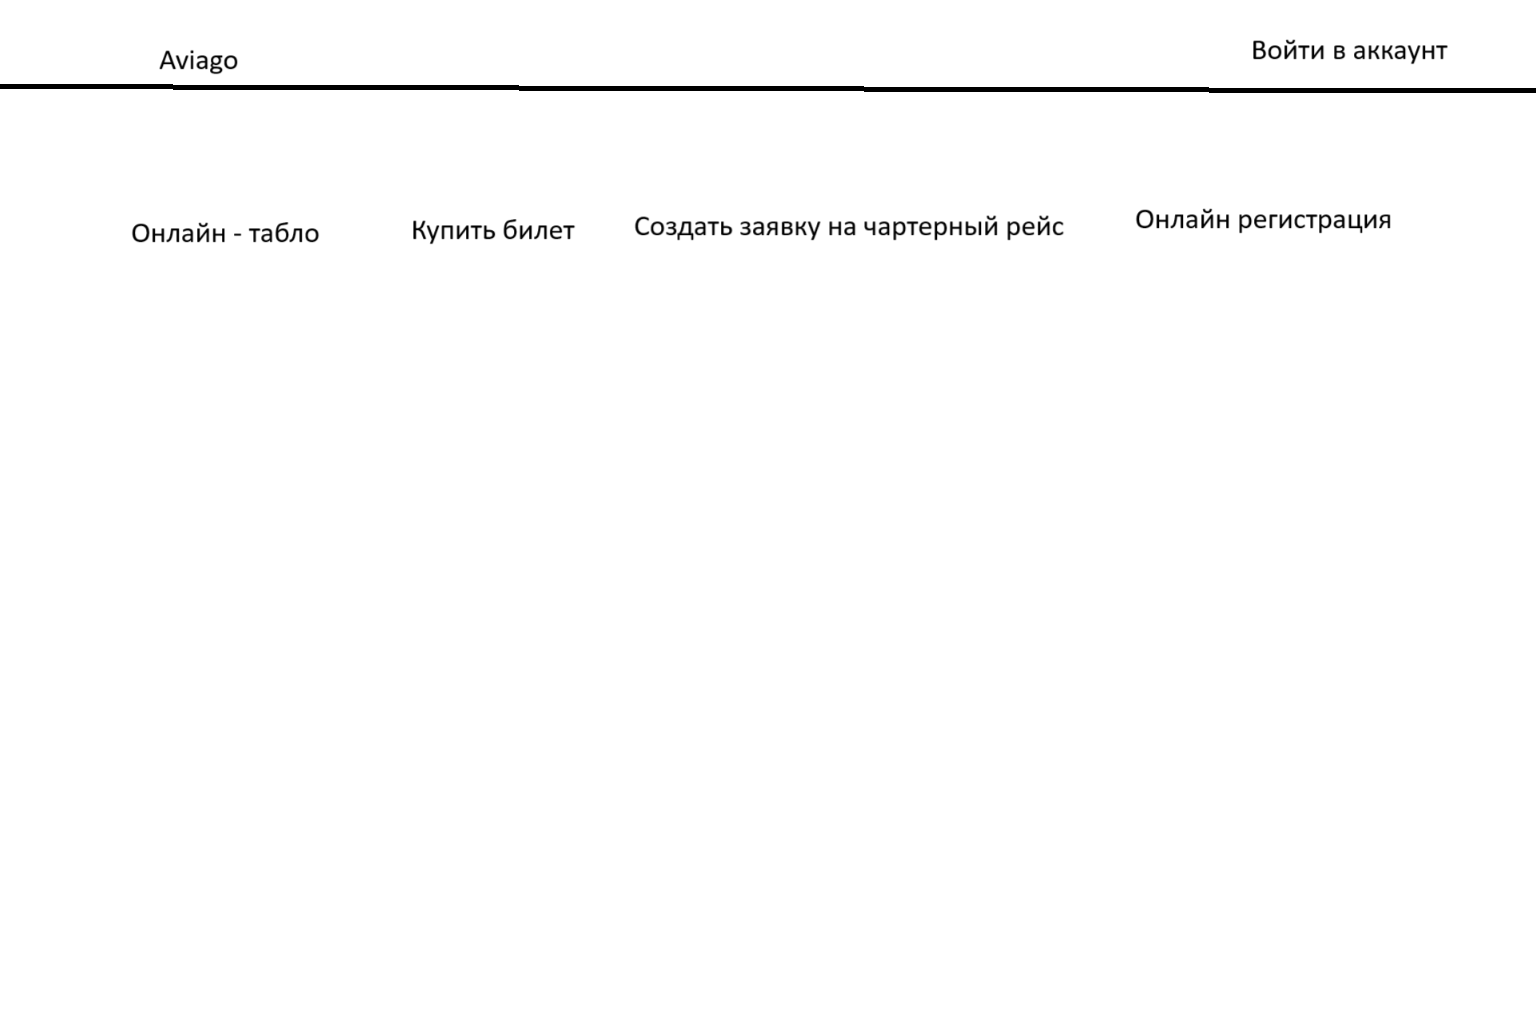 Aviago
Войти в аккаунт
Онлайн - табло
Купить билет
Создать заявку на чартерный рейс
Онлайн регистрация